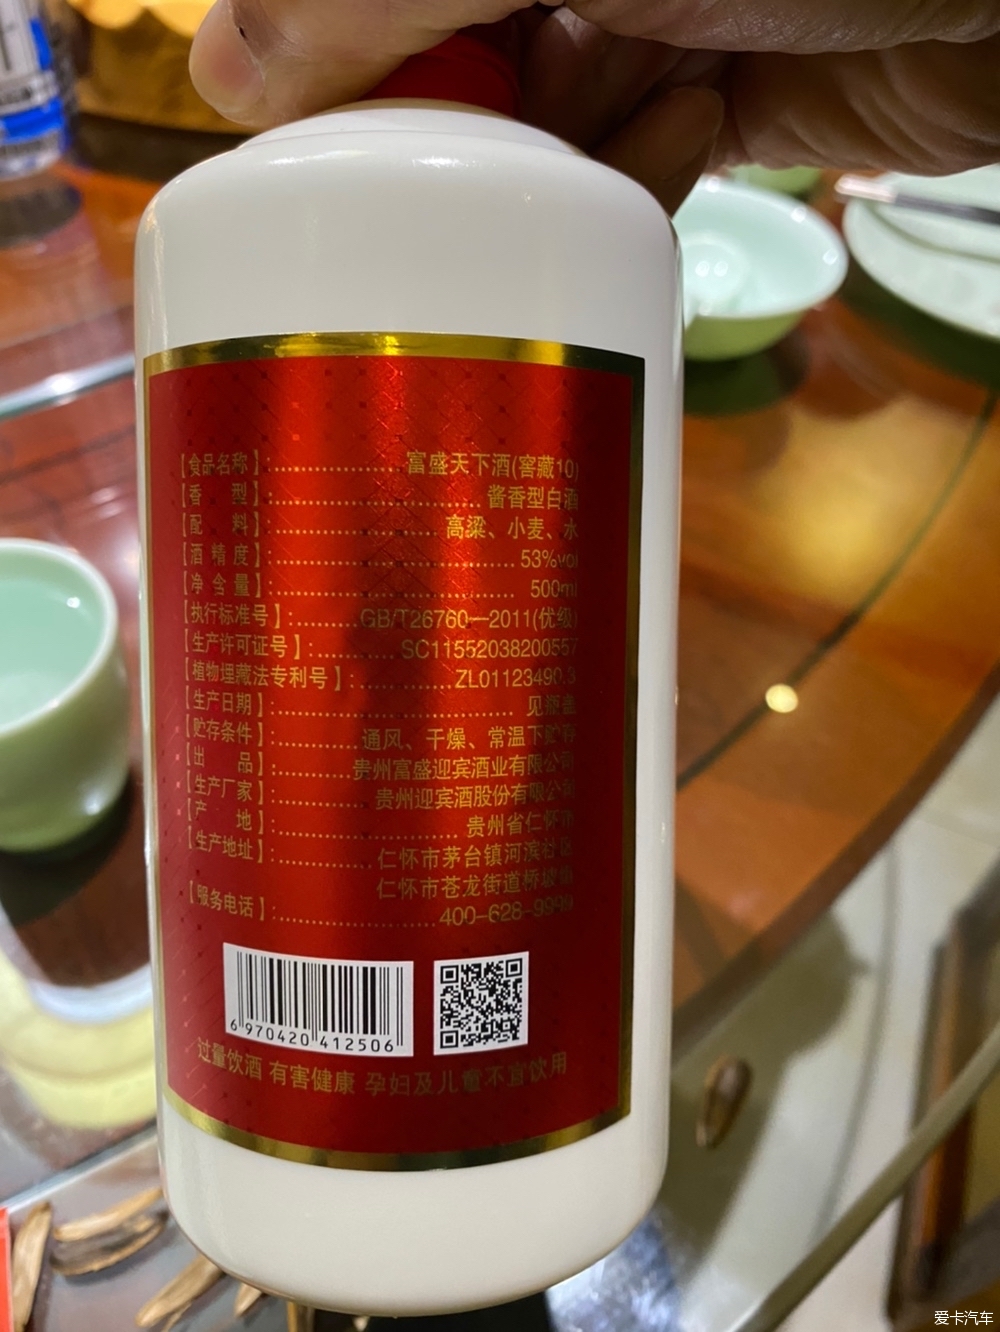 【食品名称】:......富盛天下酒(窖藏10)
【香　型】:......酱香型白酒
【配　料】:......高粱、小麦、水
【酒精度】:......53%vol
【净含量】:......500ml
【执行标准号】:......GB/T26760—2011(优级)
【生产许可证号】:......SC11552038200557
【植物埋藏法专利号】:......ZL01123490.3
【生产日期】:......见瓶盖
【贮存条件】:......通风、干燥、常温下贮存
【出　品】:......贵州富盛迎宾酒业有限公司
【生产厂家】:......贵州迎宾酒股份有限公司
【产　地】:......贵州省仁怀市
【生产地址】:......仁怀市茅台镇河滨社区
仁怀市苍龙街道桥坡
【服务电话】:......400-628-9999
6 970420 412506
过量饮酒 有害健康 孕妇及儿童不宜饮用
爱卡汽车